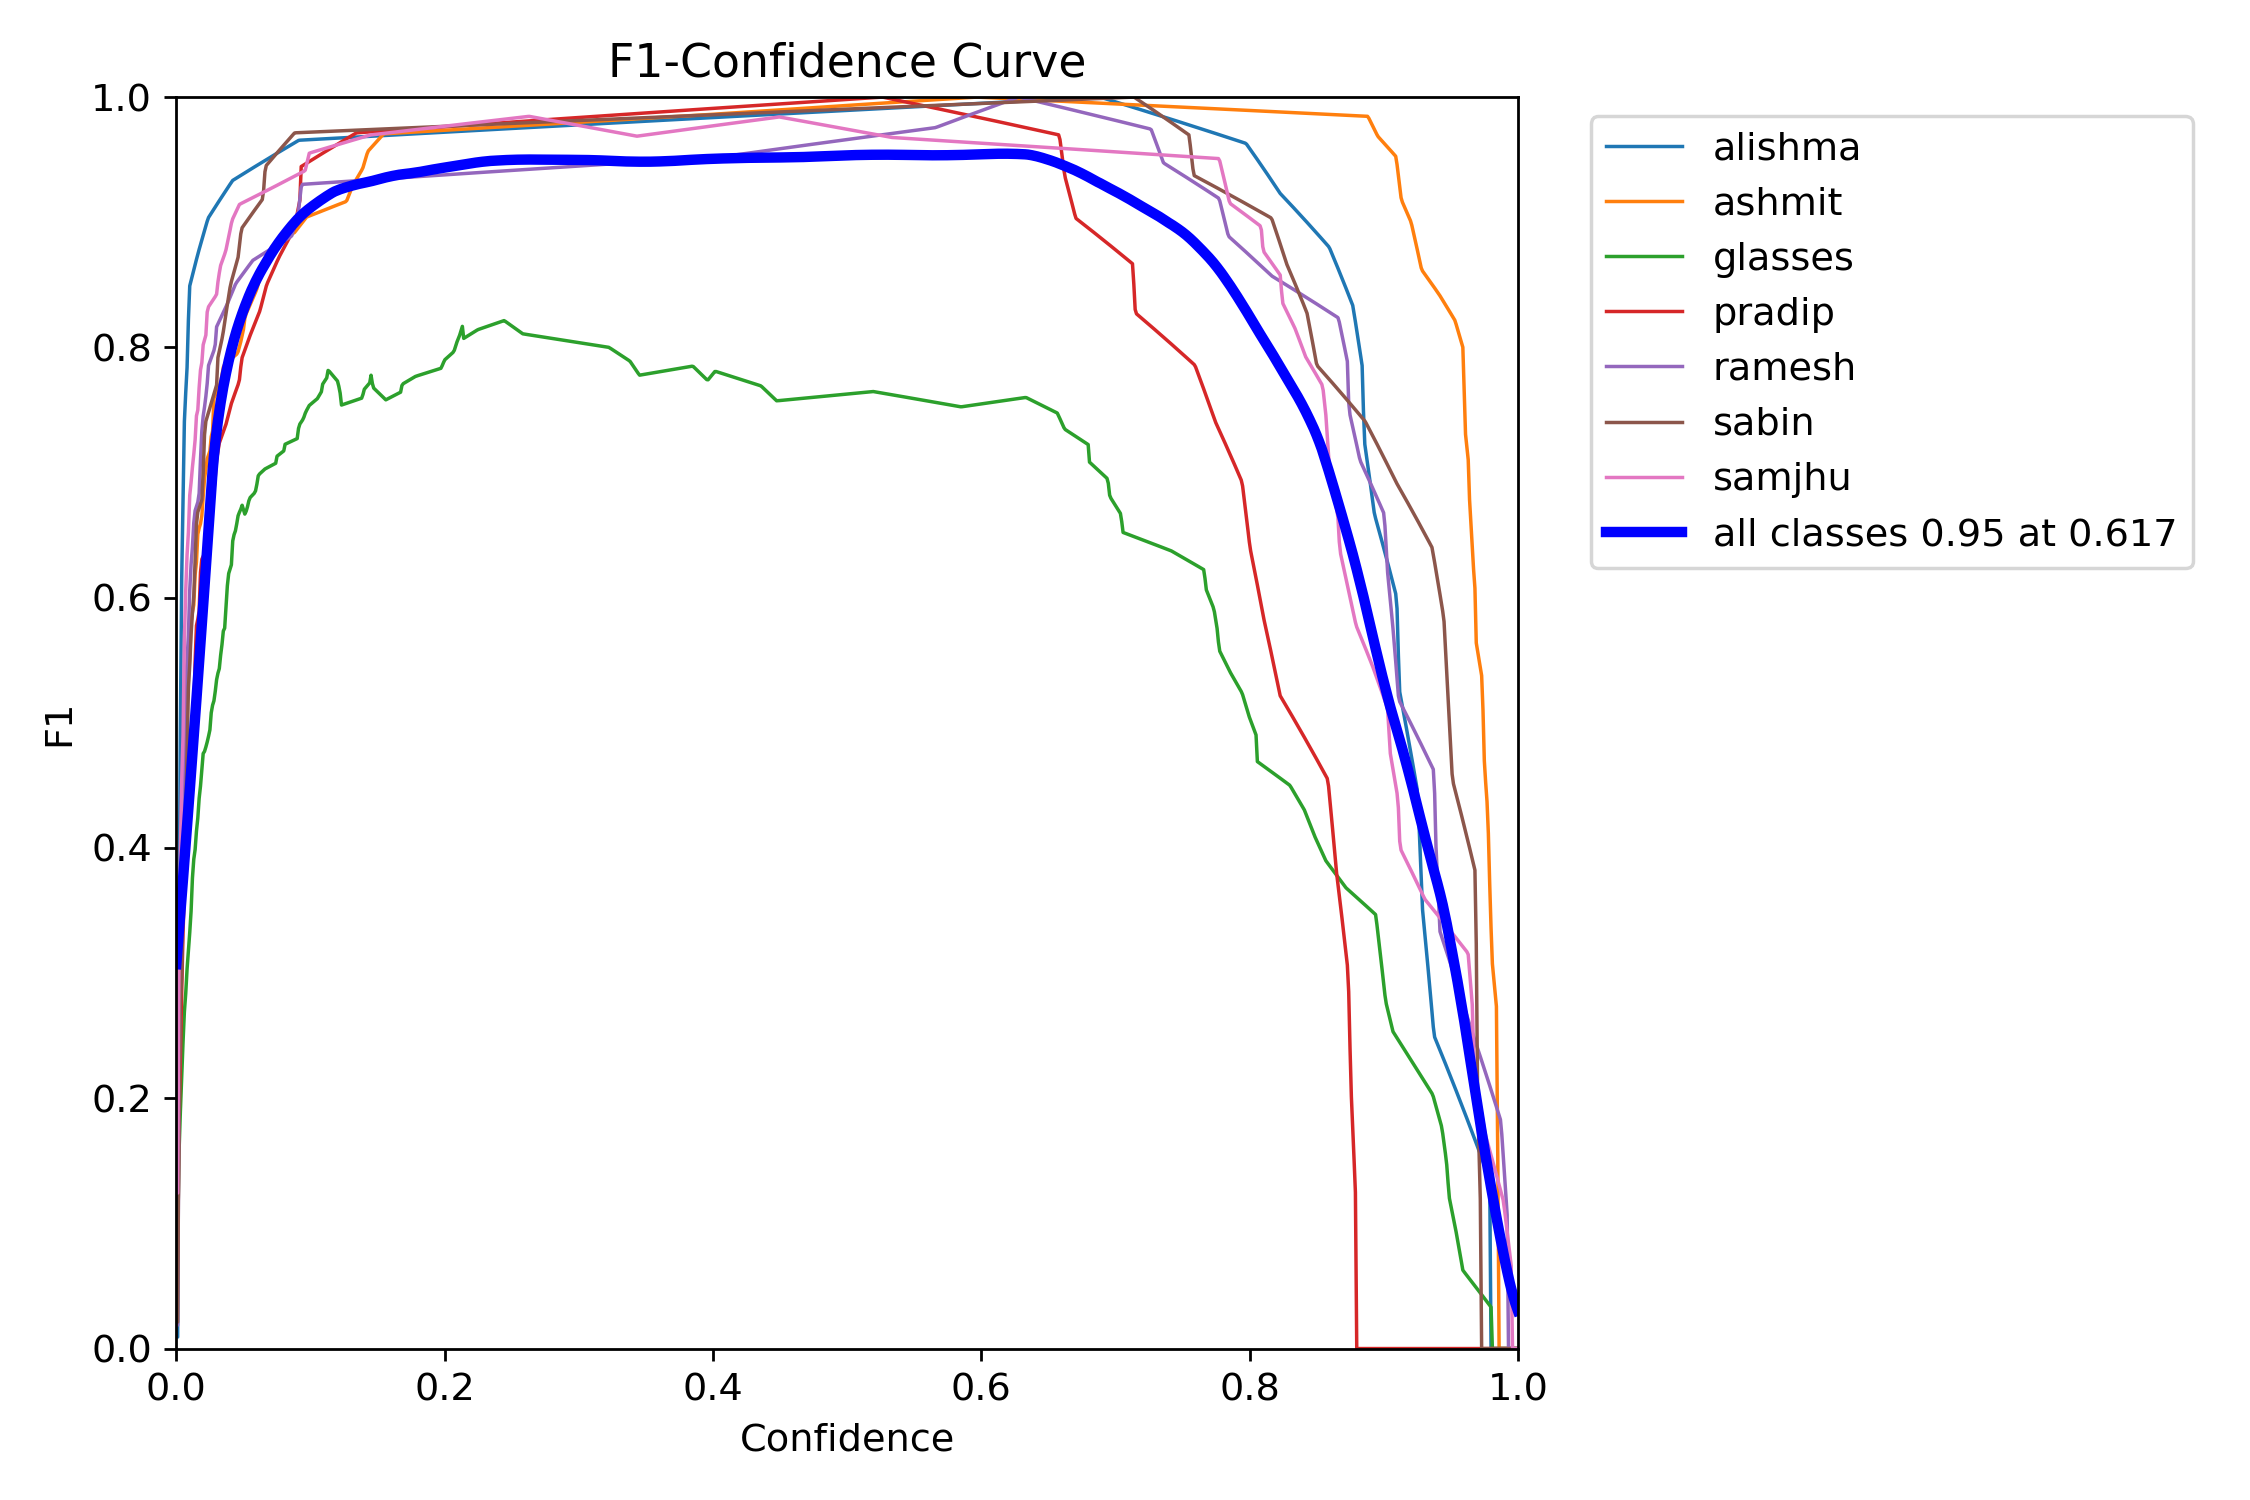 F1-Confidence Curve
1.0
0.8
0.6
0.4
0.2
0.0
F1
0.0 0.2 0.4 0.6 0.8 1.0
Confidence
alishma
ashmit
glasses
pradip
ramesh
sabin
samjhu
all classes 0.95 at 0.617